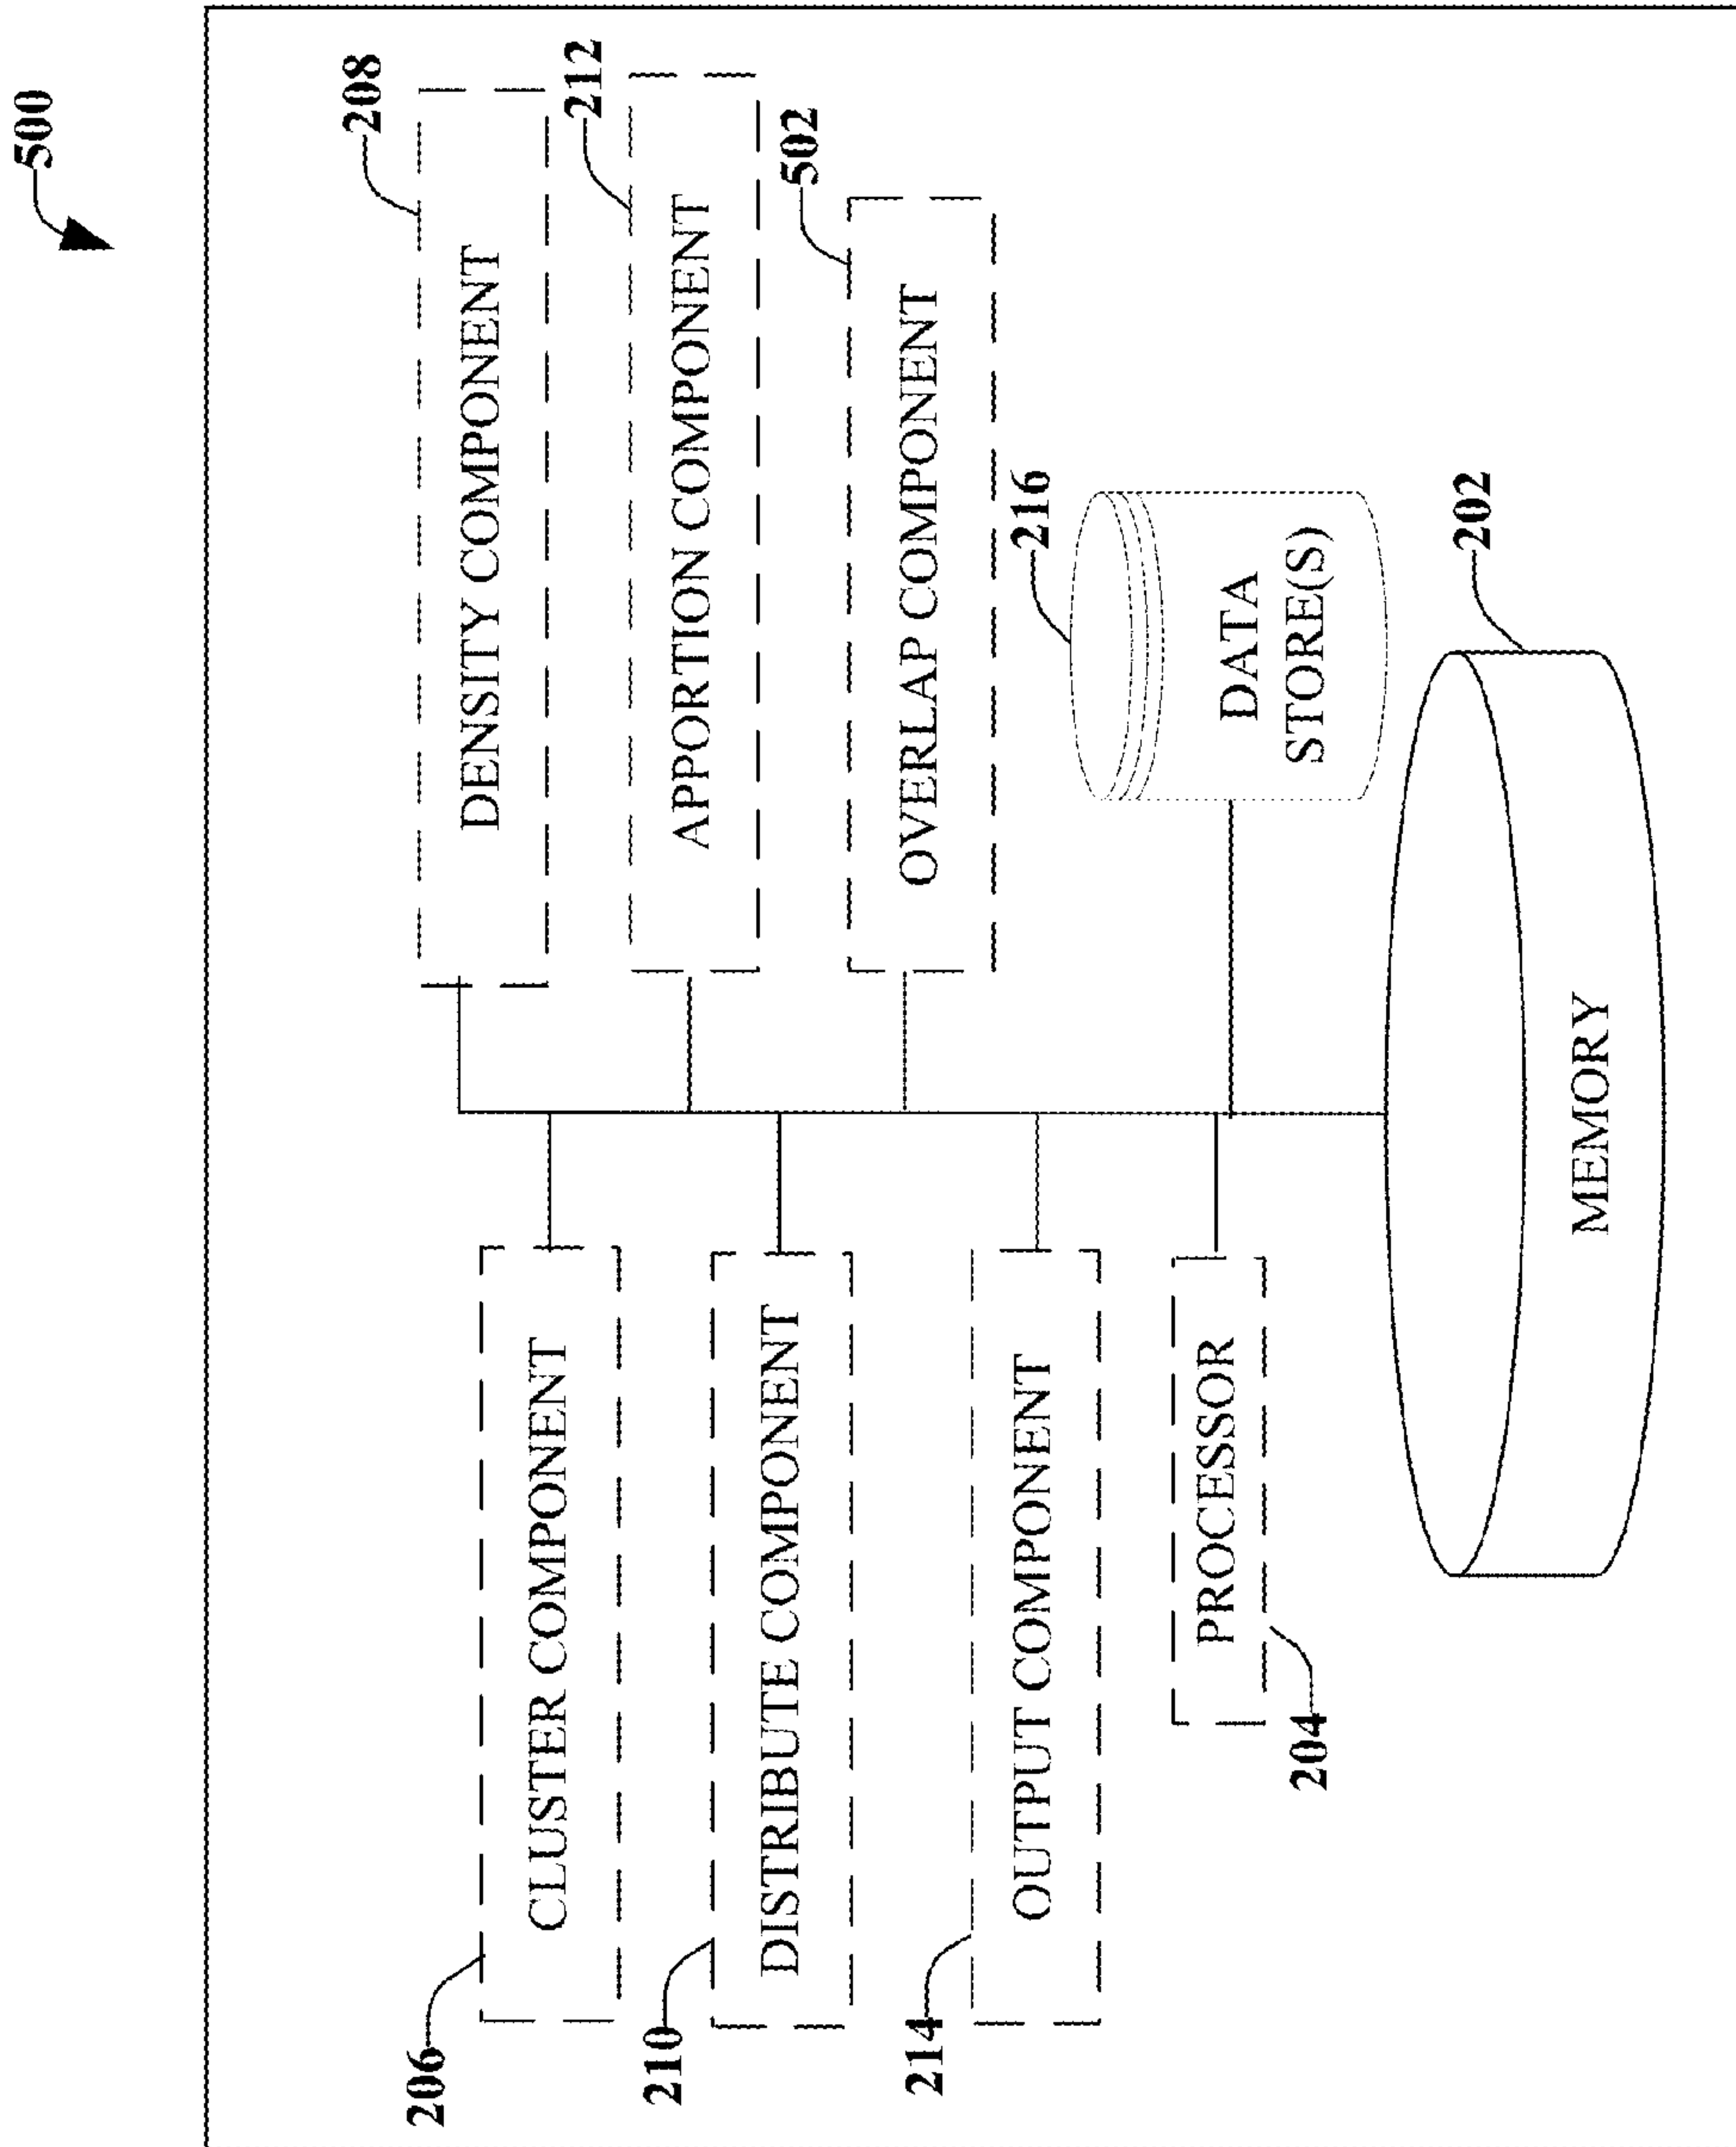 500
206
CLUSTER COMPONENT
208
DENSITY COMPONENT
210
DISTRIBUTE COMPONENT
212
APPORTION COMPONENT
214
OUTPUT COMPONENT
502
OVERLAP COMPONENT
PROCESSOR
204
216
DATA
STORE(S)
202
MEMORY